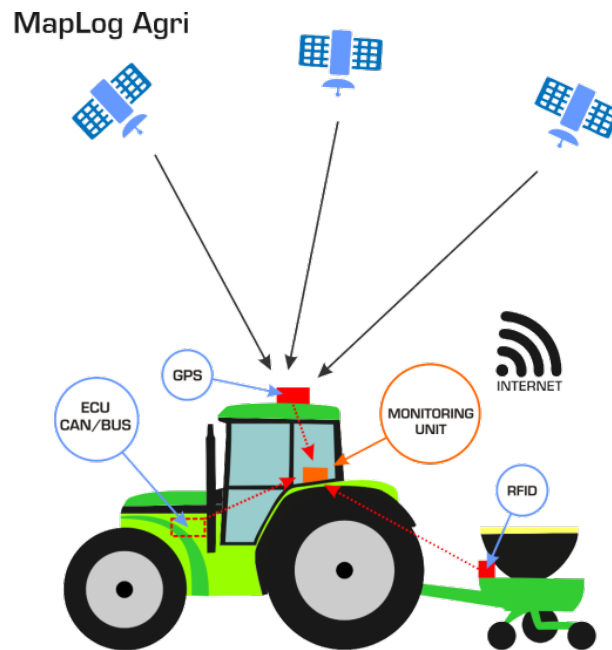 MapLog Agri
GPS
INTERNET
ECU
CAN/BUS
MONITORING
UNIT
RFID